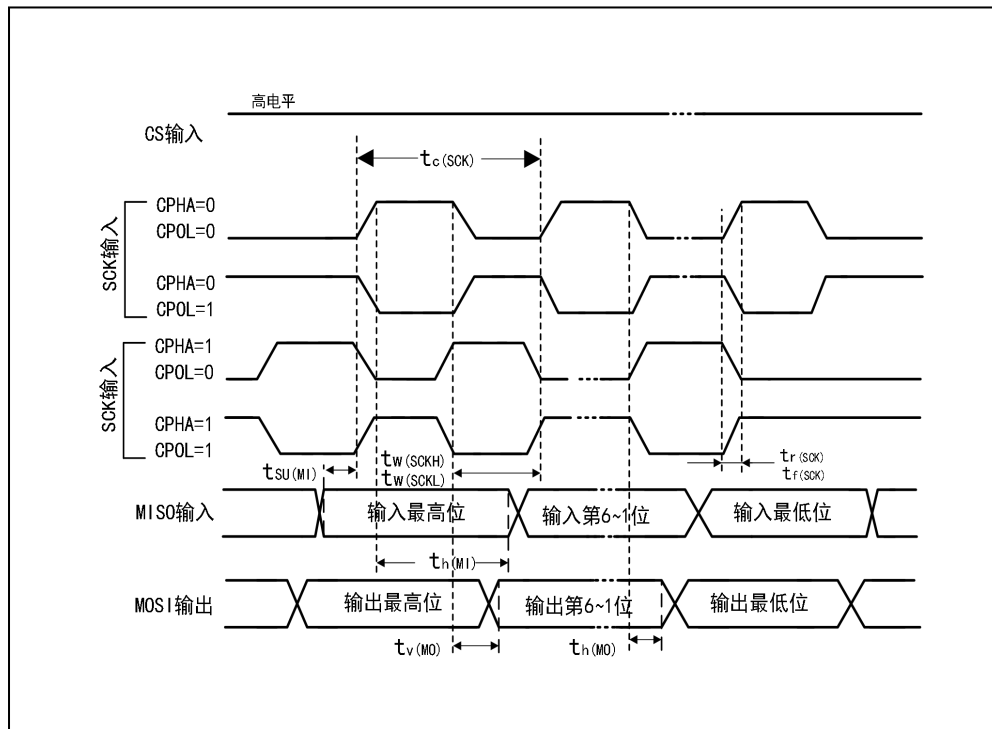 高电平
CS输入
tc(SCK)
SCK输入
CPHA=0
CPOL=0
CPHA=0
CPOL=1
SCK输入
CPHA=1
CPOL=0
CPHA=1
CPOL=1
tSU(MI)
tw(SCKH)
tw(SCKL)
tr(SCK)
tf(SCK)
MISO输入
输入最高位
输入第6~1位
输入最低位
th(MI)
MOSI输出
输出最高位
输出第6~1位
输出最低位
tv(MO)
th(MO)